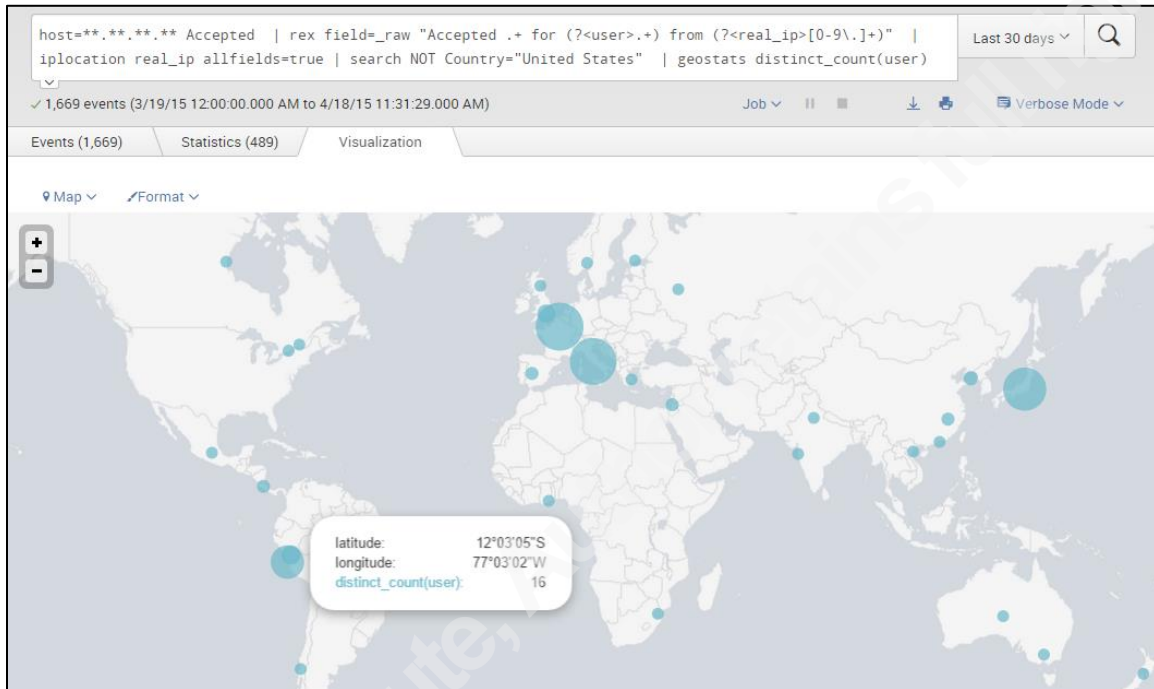 host=**.**.**.** Accepted | rex field=_raw "Accepted .+ for (?<user>.+) from (?<real_ip>[0-9\.]+)" |
iplocation real_ip allfields=true | search NOT Country="United States" | geostats distinct_count(user)
Last 30 days
✓ 1,669 events (3/19/15 12:00:00.000 AM to 4/18/15 11:31:29.000 AM)
Job
Verbose Mode
Events (1,669)
Statistics (489)
Visualization
Map
Format
+
-
latitude: 12°03'05"S
longitude: 77°03'02"W
distinct_count(user): 16